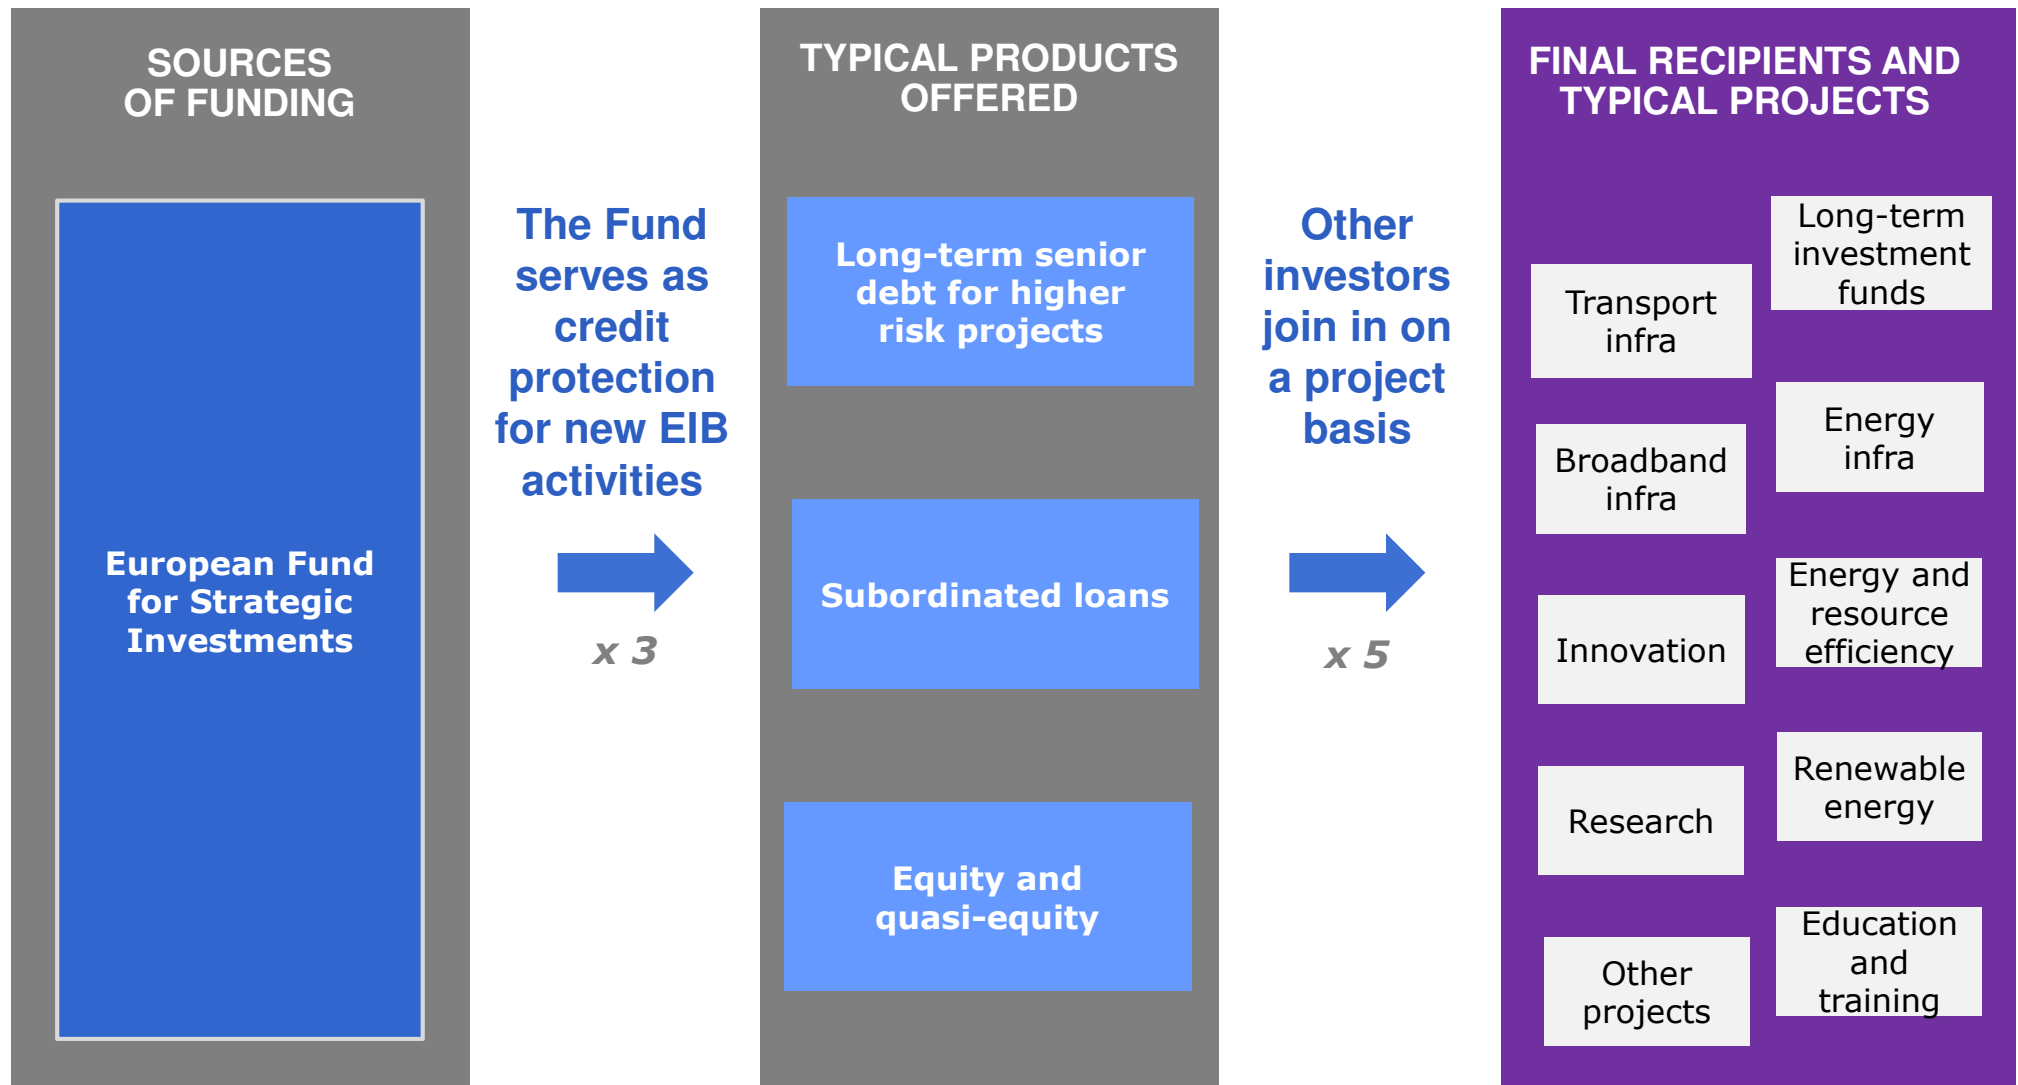 SOURCES
OF FUNDING
European Fund
for Strategic
Investments
The Fund
serves as
credit
protection
for new EIB
activities
x 3
TYPICAL PRODUCTS
OFFERED
Long-term senior
debt for higher
risk projects
Subordinated loans
Equity and
quasi-equity
Other
investors
join in on
a project
basis
x 5
FINAL RECIPIENTS AND
TYPICAL PROJECTS
Long-term
investment
funds
Transport
infra
Energy
infra
Broadband
infra
Energy and
resource
efficiency
Innovation
Renewable
energy
Research
Education
and
training
Other
projects